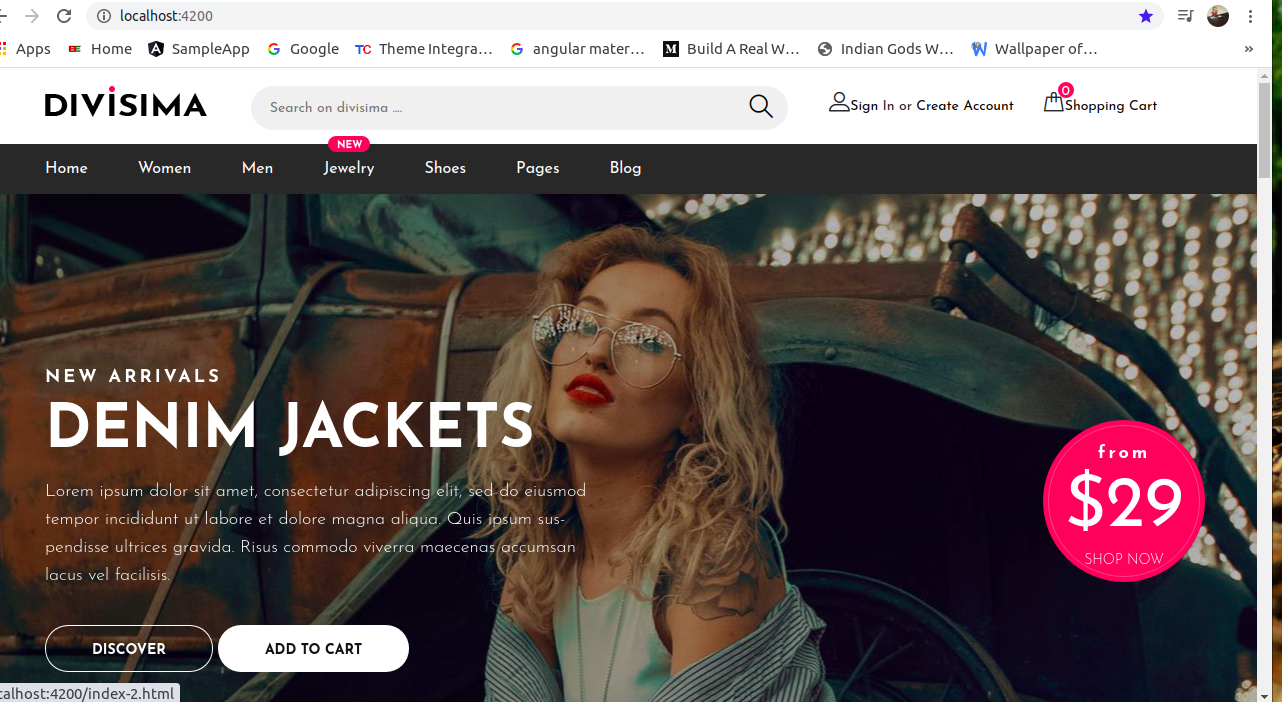 localhost:4200
Apps Home SampleApp Google Theme Integra… angular mater… Build A Real W… Indian Gods W… Wallpaper of… »
DIVISIMA
Search on divisima ....
Sign In or Create Account
0
Shopping Cart
NEW
Home Women Men Jewelry Shoes Pages Blog
NEW ARRIVALS
DENIM JACKETS
Lorem ipsum dolor sit amet, consectetur adipiscing elit, sed do eiusmod
tempor incididunt ut labore et dolore magna aliqua. Quis ipsum sus-
pendisse ultrices gravida. Risus commodo viverra maecenas accumsan
lacus vel facilisis.
DISCOVER ADD TO CART
from
$29
SHOP NOW
calhost:4200/index-2.html